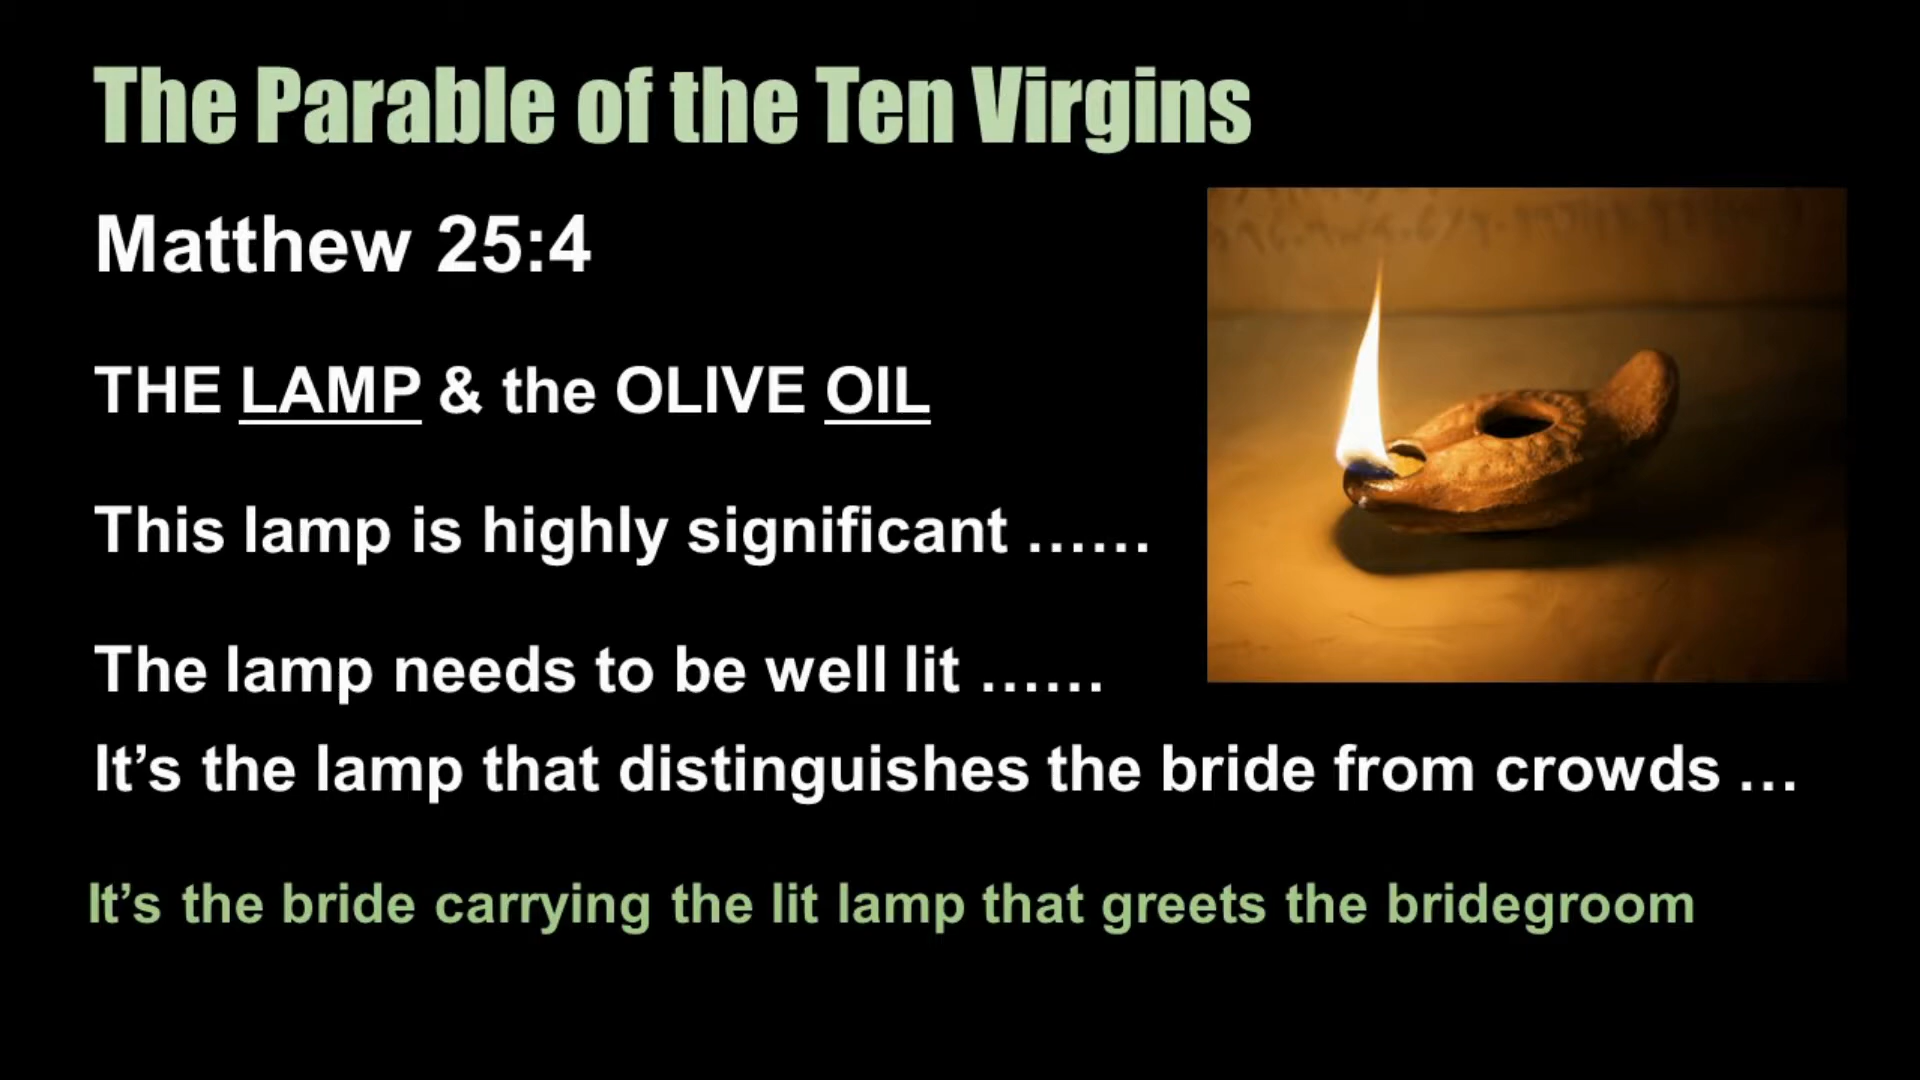 The Parable of the Ten Virgins
Matthew 25:4
THE LAMP & the OLIVE OIL
This lamp is highly significant ……
The lamp needs to be well lit ……
It’s the lamp that distinguishes the bride from crowds …
It’s the bride carrying the lit lamp that greets the bridegroom